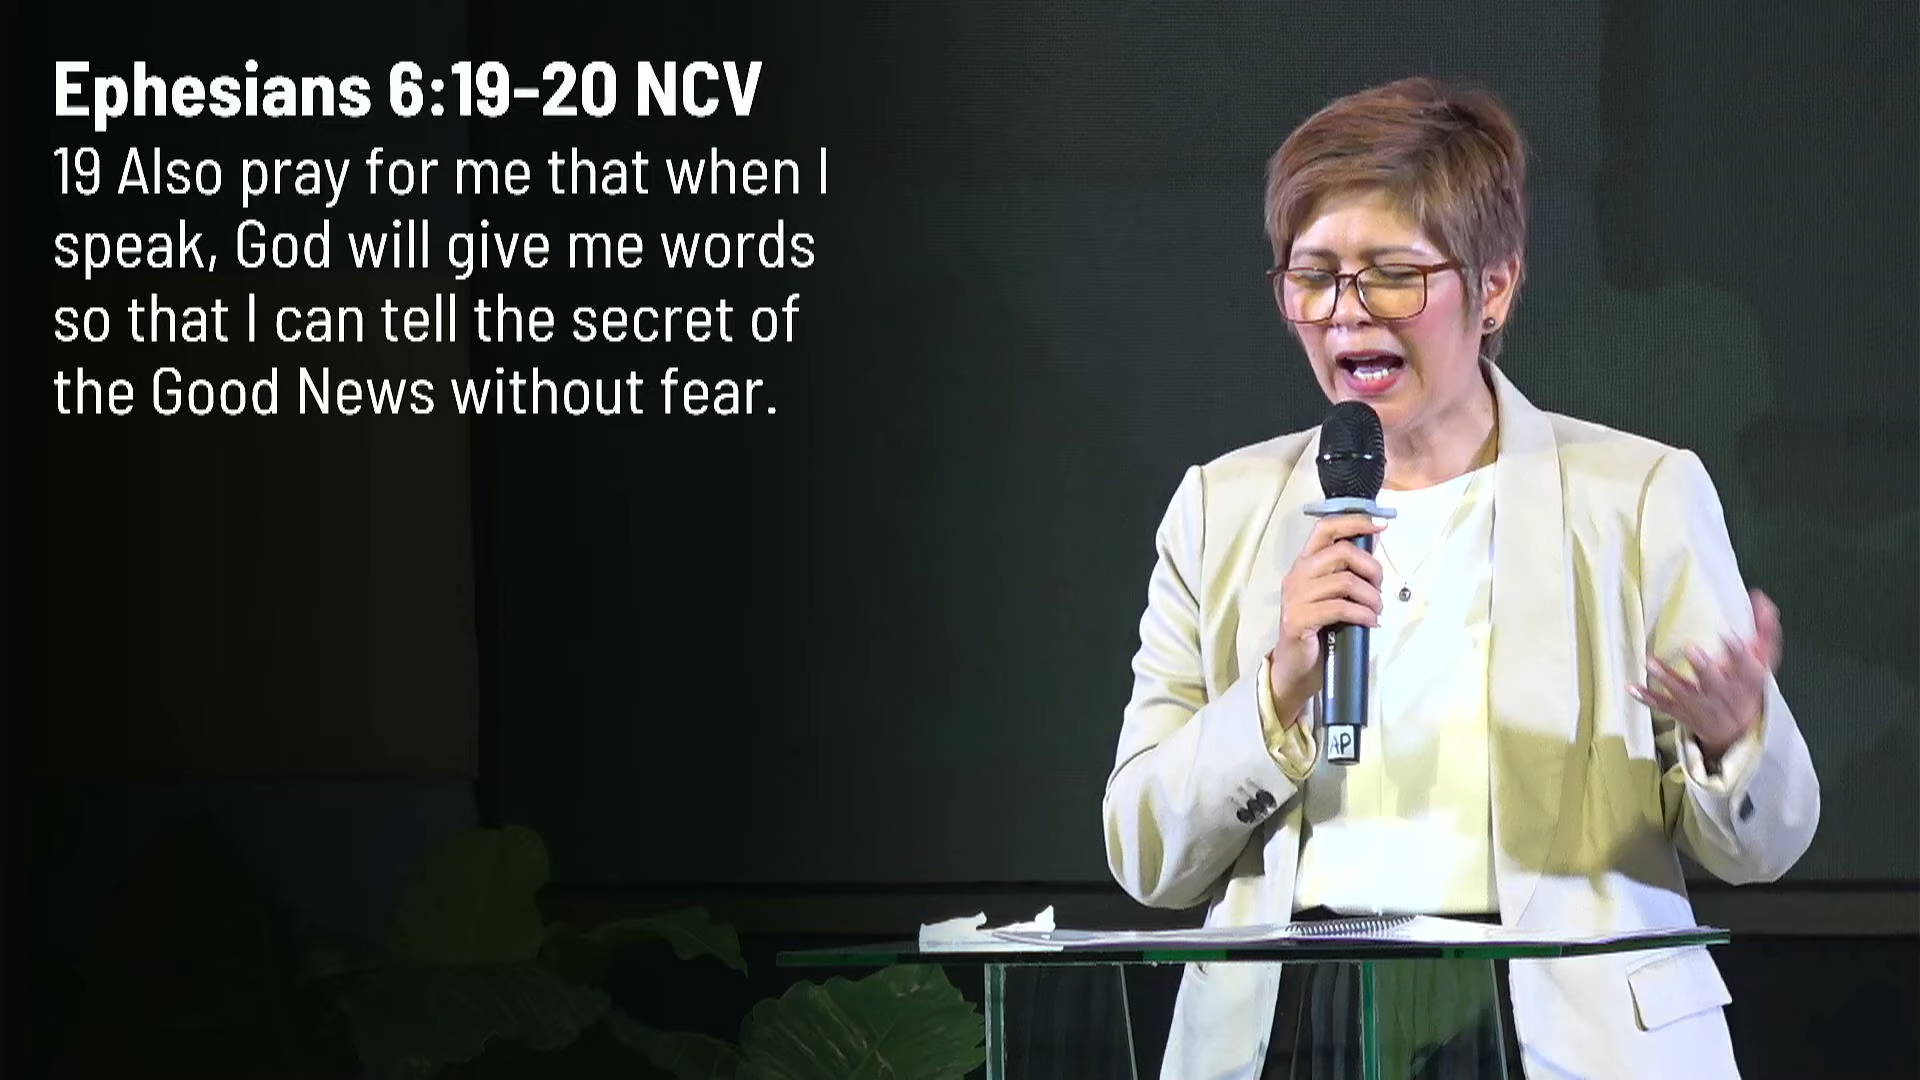 Ephesians 6:19-20 NCV
19 Also pray for me that when I
speak, God will give me words
so that I can tell the secret of
the Good News without fear.
AP